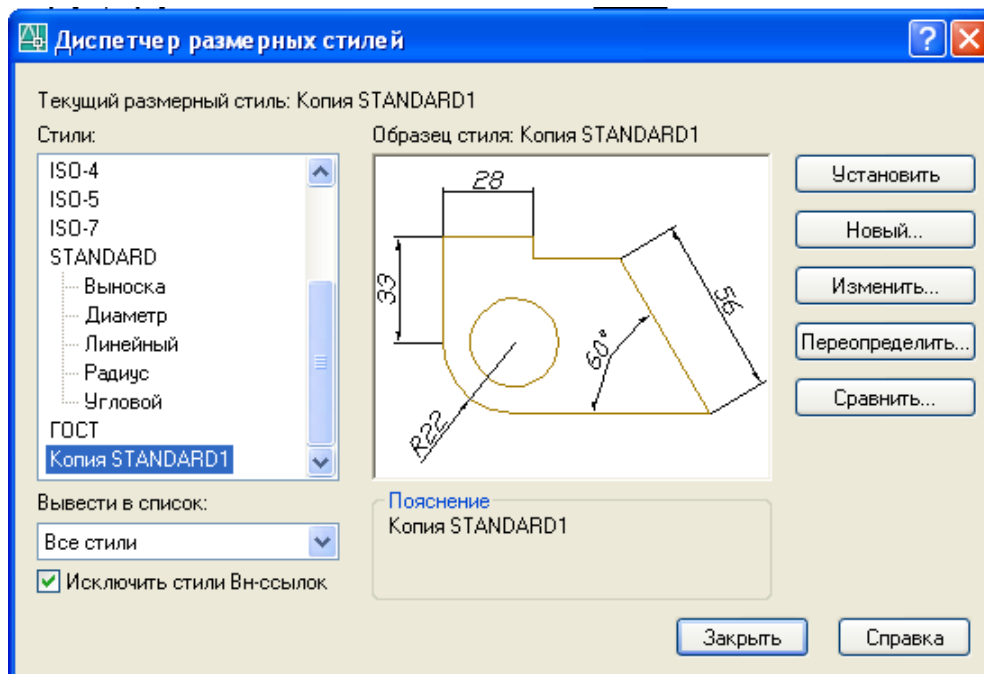 Диспетчер размерных стилей
Текущий размерный стиль: Копия STANDARD1
Стили:
Образец стиля: Копия STANDARD1
ISO-4
ISO-5
ISO-7
STANDARD
Выноска
Диаметр
Линейный
Радиус
Угловой
ГОСТ
Копия STANDARD1
28
33
56
60°
R22
Установить
Новый...
Изменить...
Переопределить...
Сравнить...
Вывести в список:
Все стили
Исключить стили Вн-ссылок
Пояснение
Копия STANDARD1
Закрыть
Справка